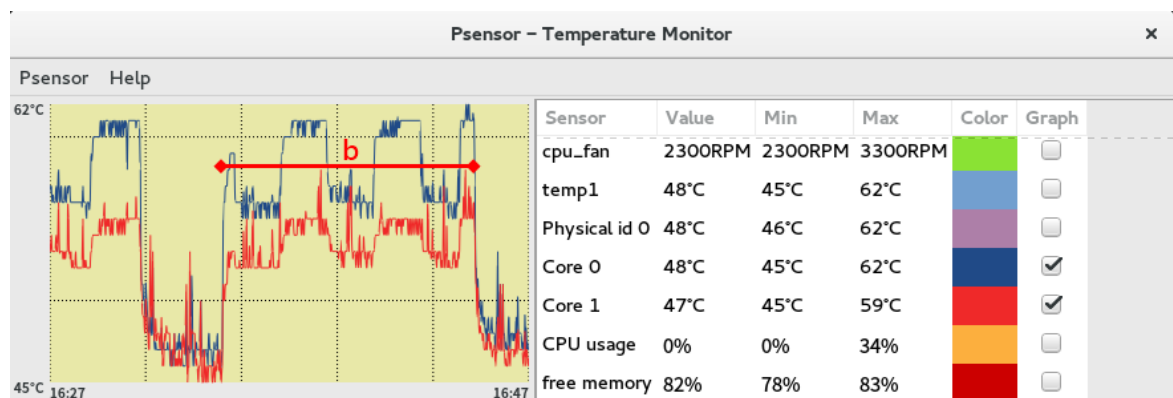 Psensor – Temperature Monitor ×
Psensor Help
62°C
b
45°C
16:27 16:47
Sensor Value Min Max Color Graph
cpu_fan 2300RPM 2300RPM 3300RPM
temp1 48°C 45°C 62°C
Physical id 0 48°C 46°C 62°C
Core 0 48°C 45°C 62°C
Core 1 47°C 45°C 59°C
CPU usage 0% 0% 34%
free memory 82% 78% 83%